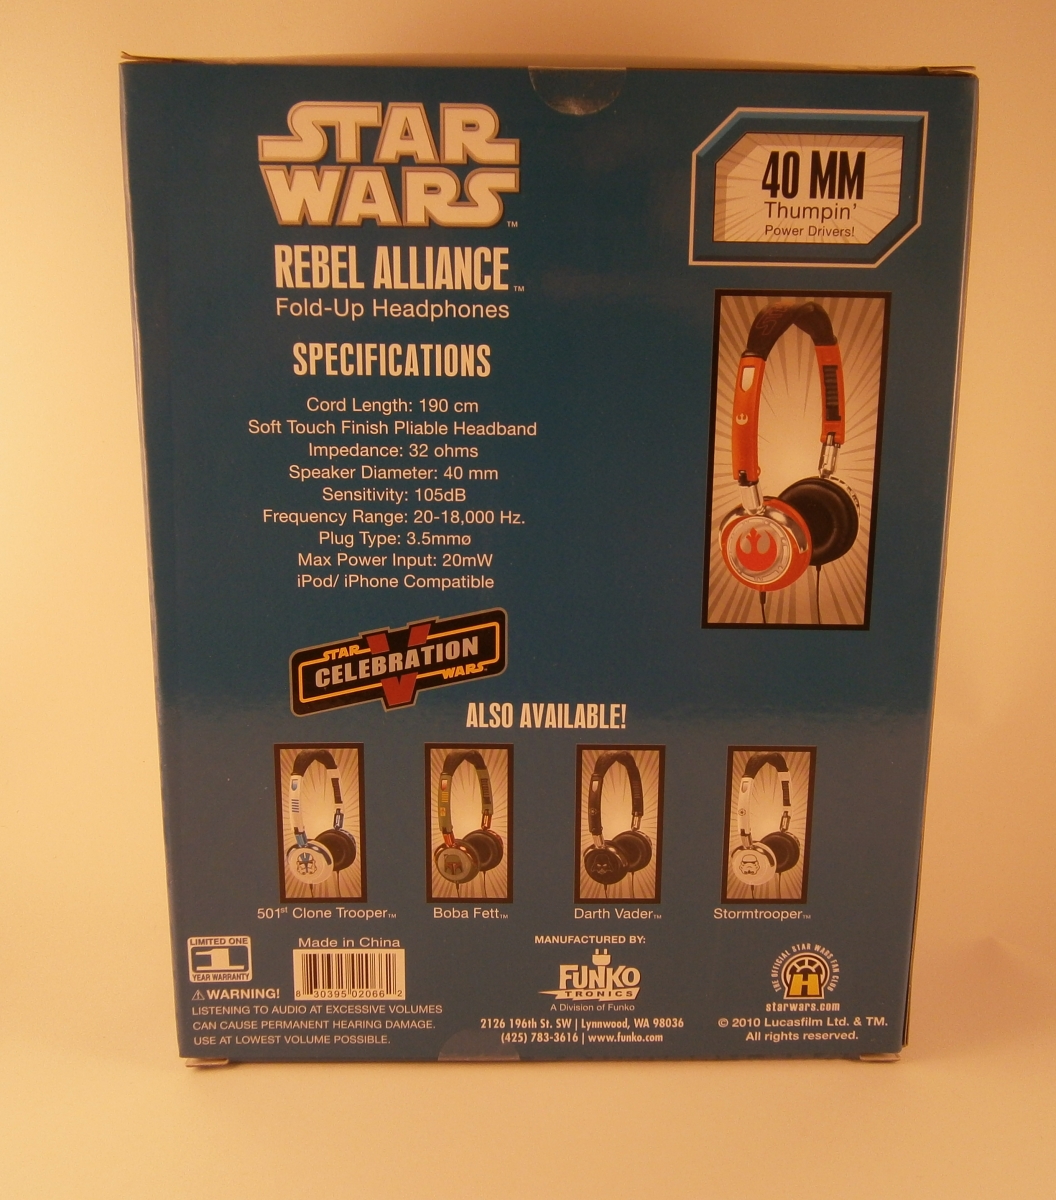 STAR
WARS™
REBEL ALLIANCE™
Fold-Up Headphones
SPECIFICATIONS
Cord Length: 190 cm
Soft Touch Finish Pliable Headband
Impedance: 32 ohms
Speaker Diameter: 40 mm
Sensitivity: 105dB
Frequency Range: 20-18,000 Hz.
Plug Type: 3.5mmø
Max Power Input: 20mW
iPod/ iPhone Compatible
40 MM
Thumpin'
Power Drivers!
STAR
V
CELEBRATION
WARS
ALSO AVAILABLE!
501st Clone Trooper™
Boba Fett™
Darth Vader™
Stormtrooper™
LIMITED ONE
1
YEAR WARRANTY
Made in China
8 30395 02066 2
⚠WARNING!
LISTENING TO AUDIO AT EXCESSIVE VOLUMES
CAN CAUSE PERMANENT HEARING DAMAGE.
USE AT LOWEST VOLUME POSSIBLE.
MANUFACTURED BY:
FUNKO
TRONICS
A Division of Funko
2126 196th St. SW | Lynnwood, WA 98036
(425) 783-3616 | www.funko.com
THE OFFICIAL STAR WARS FAN CLUB
H
starwars.com
© 2010 Lucasfilm Ltd. & TM.
All rights reserved.